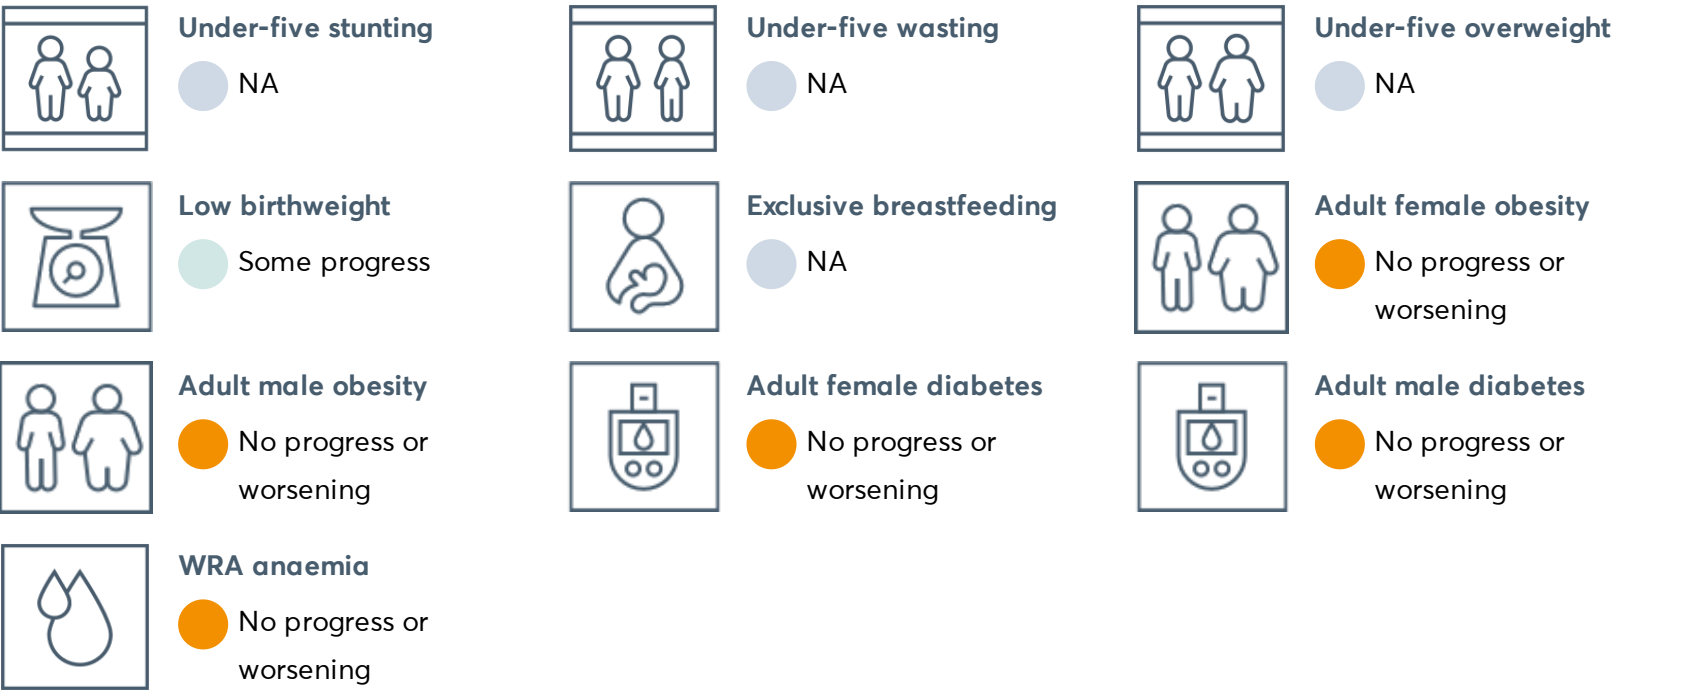 Under-five stunting
NA
Under-five wasting
NA
Under-five overweight
NA
Low birthweight
Some progress
Exclusive breastfeeding
NA
Adult female obesity
No progress or
worsening
Adult male obesity
No progress or
worsening
Adult female diabetes
No progress or
worsening
Adult male diabetes
No progress or
worsening
WRA anaemia
No progress or
worsening